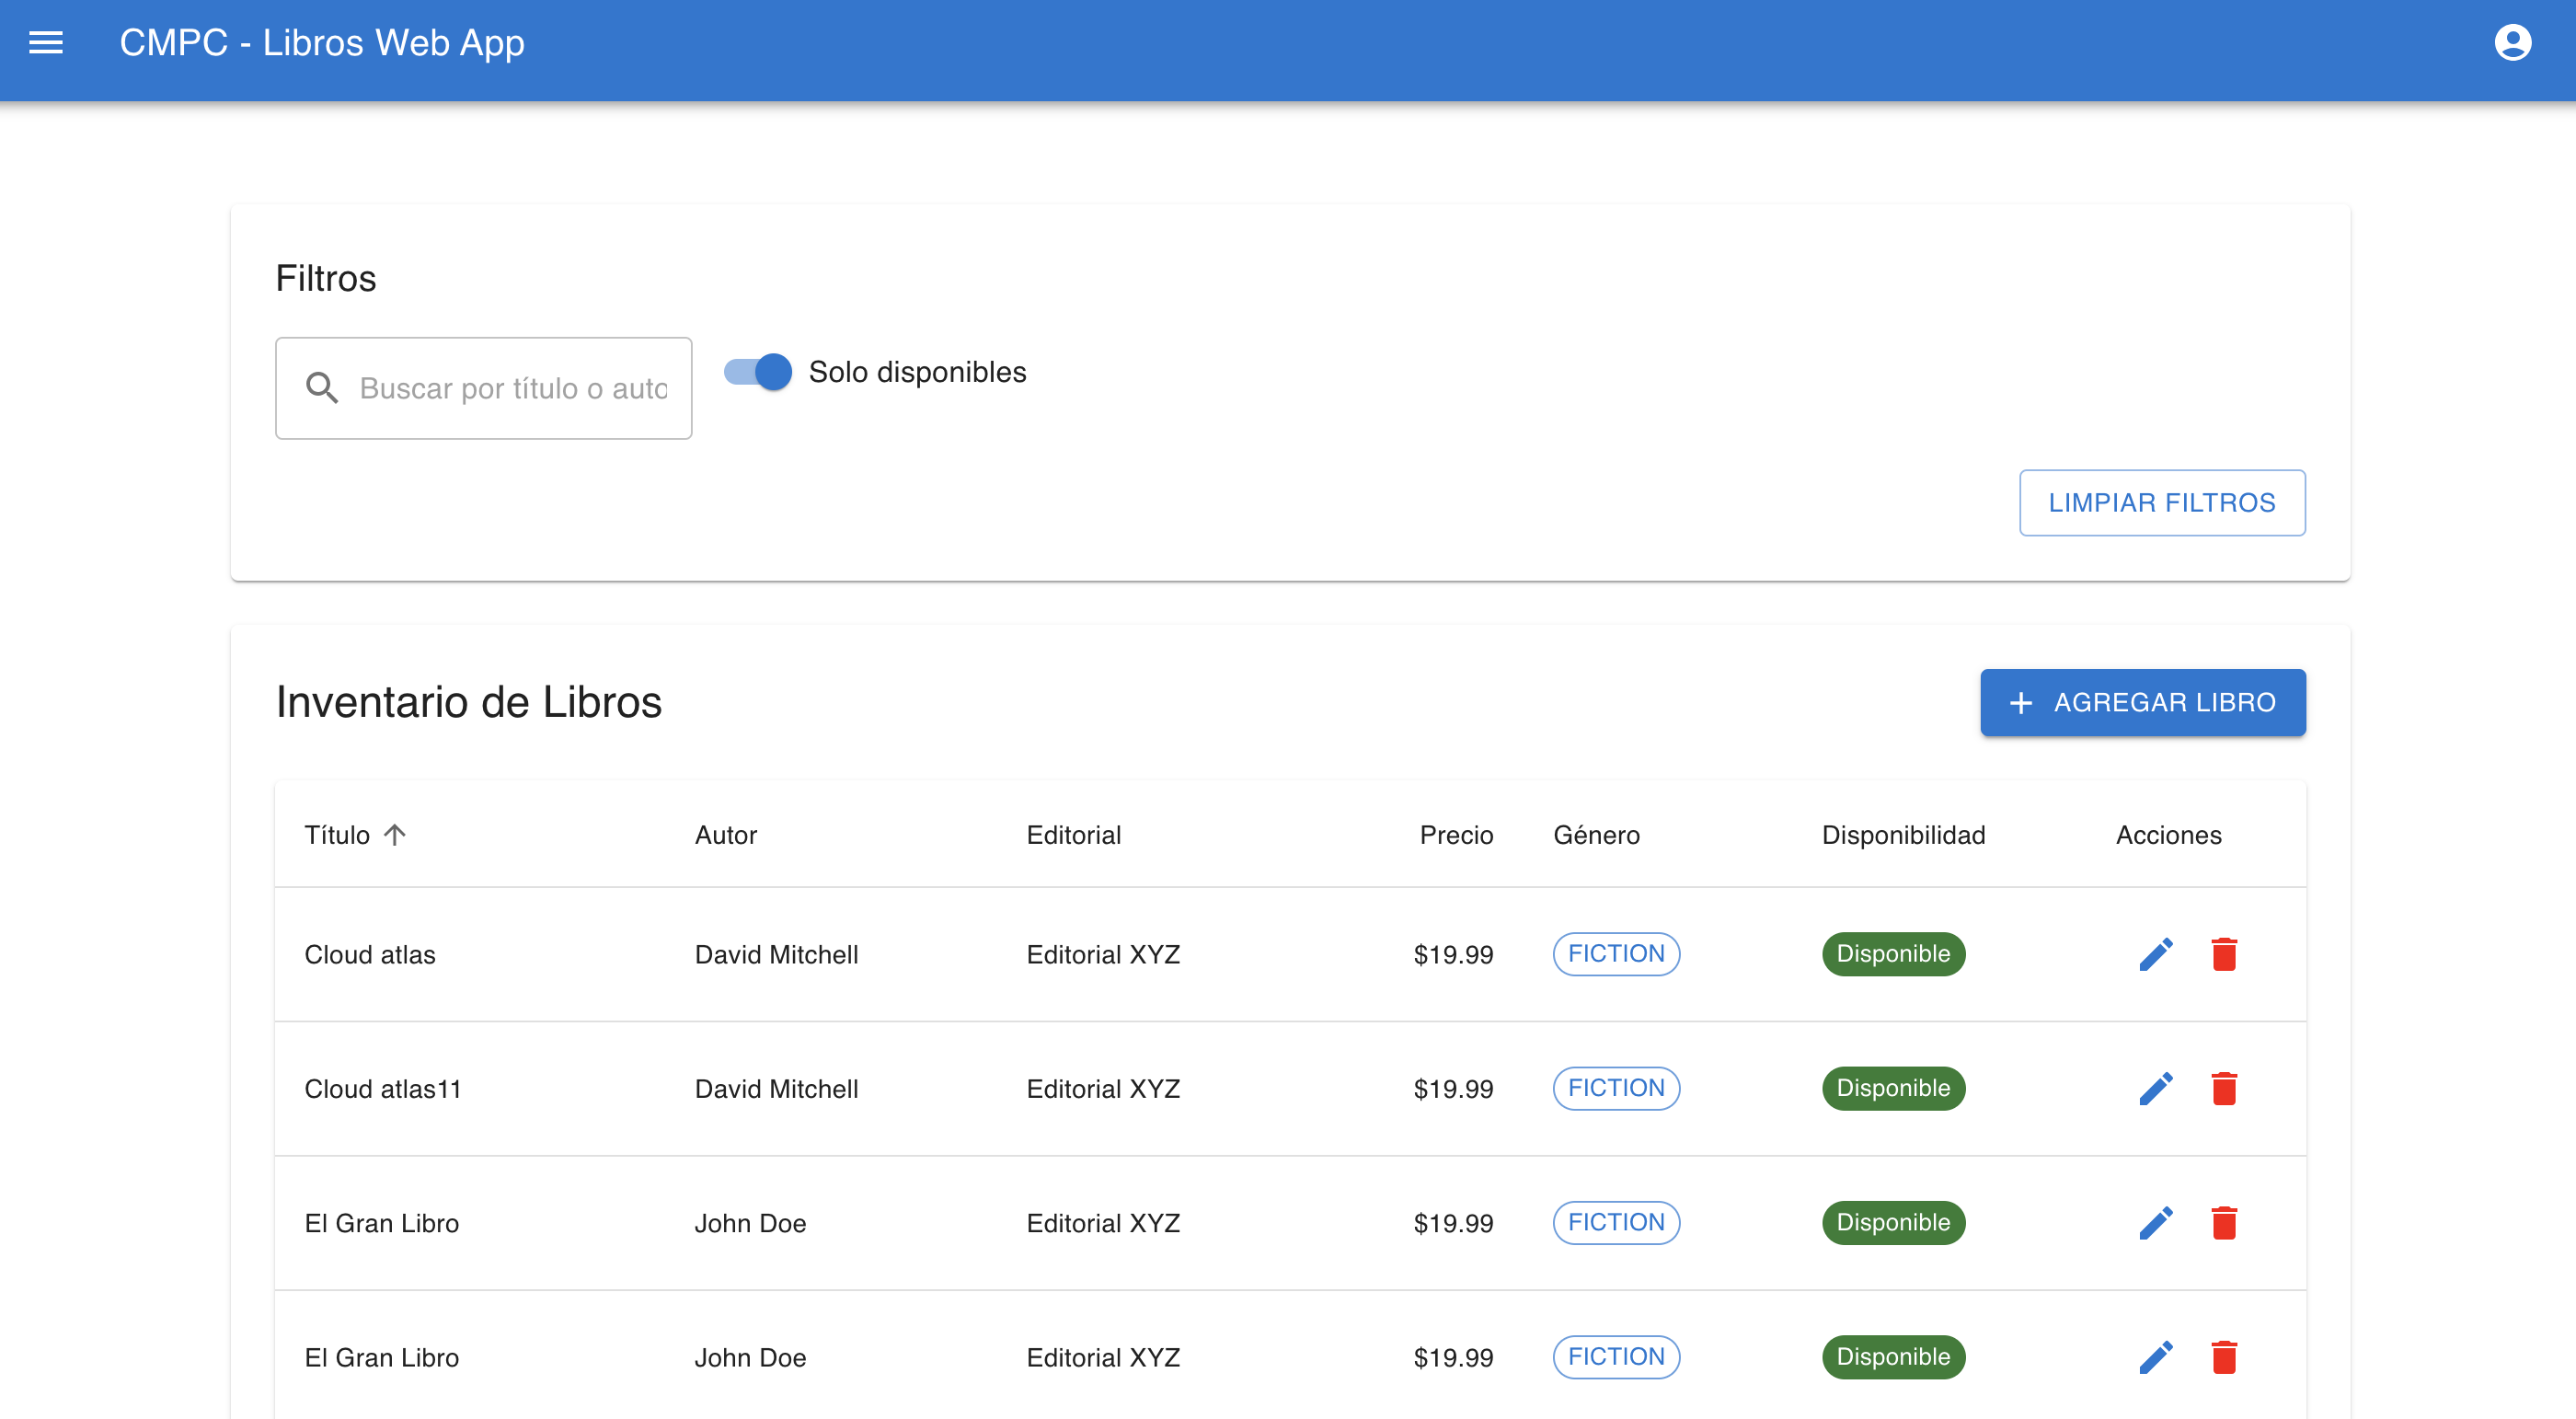 CMPC - Libros Web App
Filtros
Buscar por título o auto
Solo disponibles
LIMPIAR FILTROS
Inventario de Libros
AGREGAR LIBRO
Título Autor Editorial Precio Género Disponibilidad Acciones
Cloud atlas David Mitchell Editorial XYZ $19.99 FICTION Disponible
Cloud atlas11 David Mitchell Editorial XYZ $19.99 FICTION Disponible
El Gran Libro John Doe Editorial XYZ $19.99 FICTION Disponible
El Gran Libro John Doe Editorial XYZ $19.99 FICTION Disponible